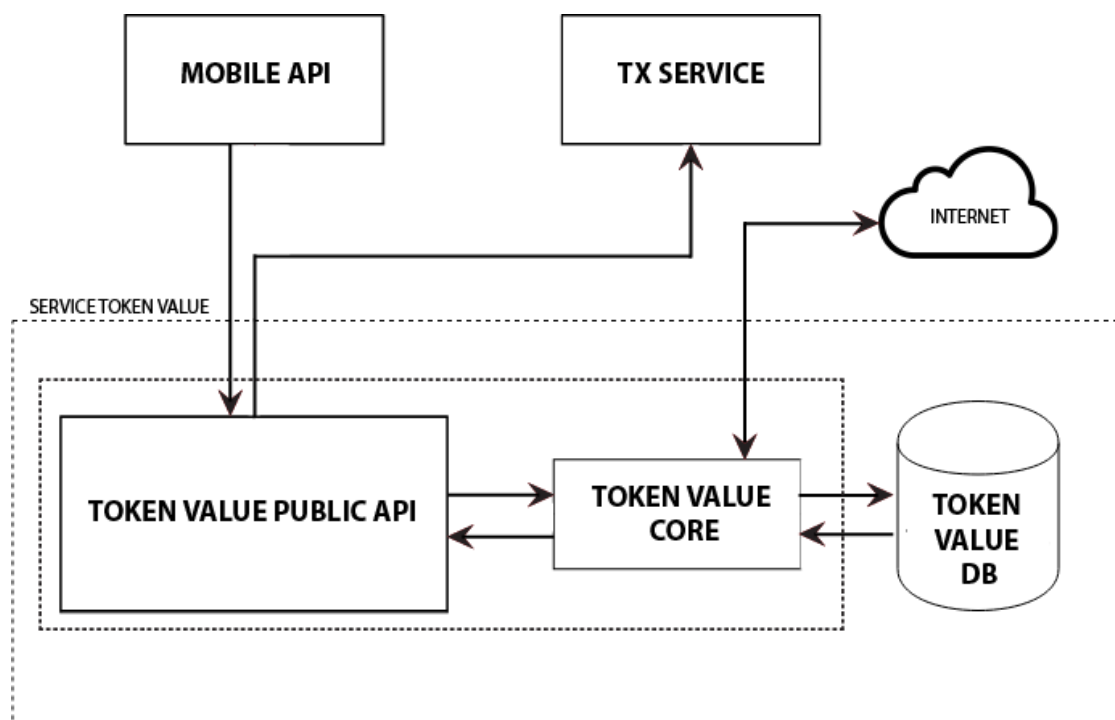 MOBILE API
TX SERVICE
INTERNET
SERVICE TOKEN VALUE
TOKEN VALUE PUBLIC API
TOKEN VALUE
CORE
TOKEN
VALUE
DB